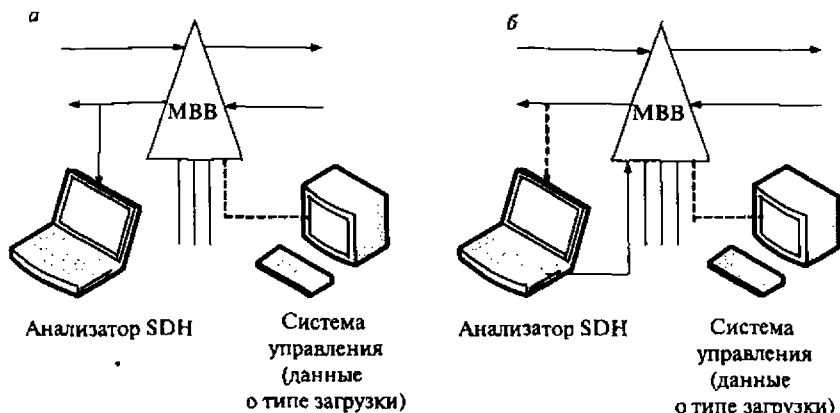 а
МВВ
Анализатор SDH
Система
управления
(данные
о типе загрузки)
б
МВВ
Анализатор SDH
Система
управления
(данные
о типе загрузки)